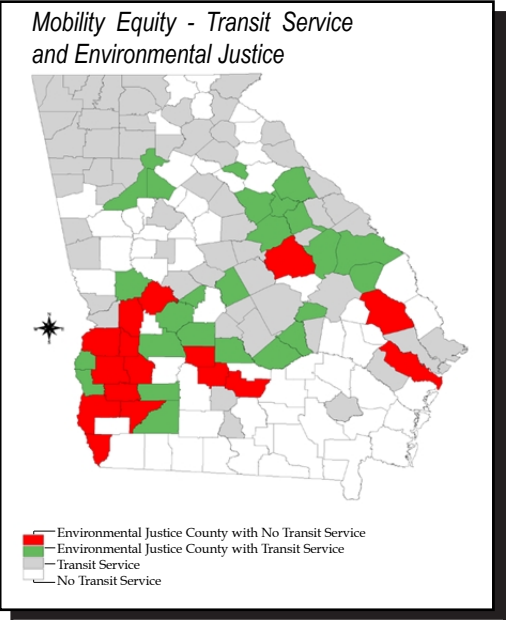 Mobility Equity - Transit Service
and Environmental Justice
Environmental Justice County with No Transit Service
Environmental Justice County with Transit Service
Transit Service
No Transit Service